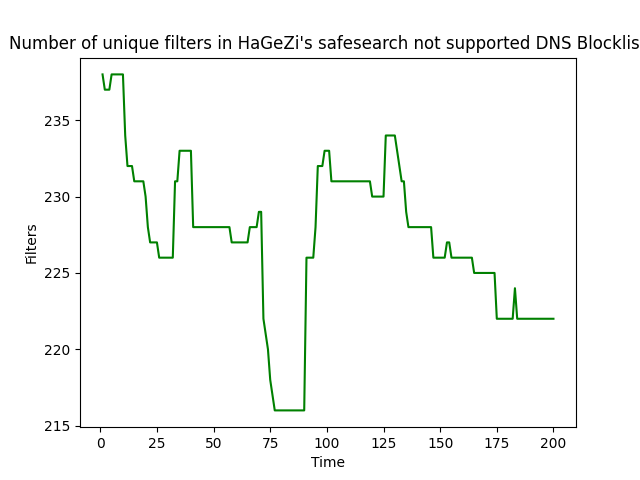 Number of unique filters in HaGeZi's safesearch not supported DNS Blocklis
235
230
225
220
215
Filters
0 25 50 75 100 125 150 175 200
Time